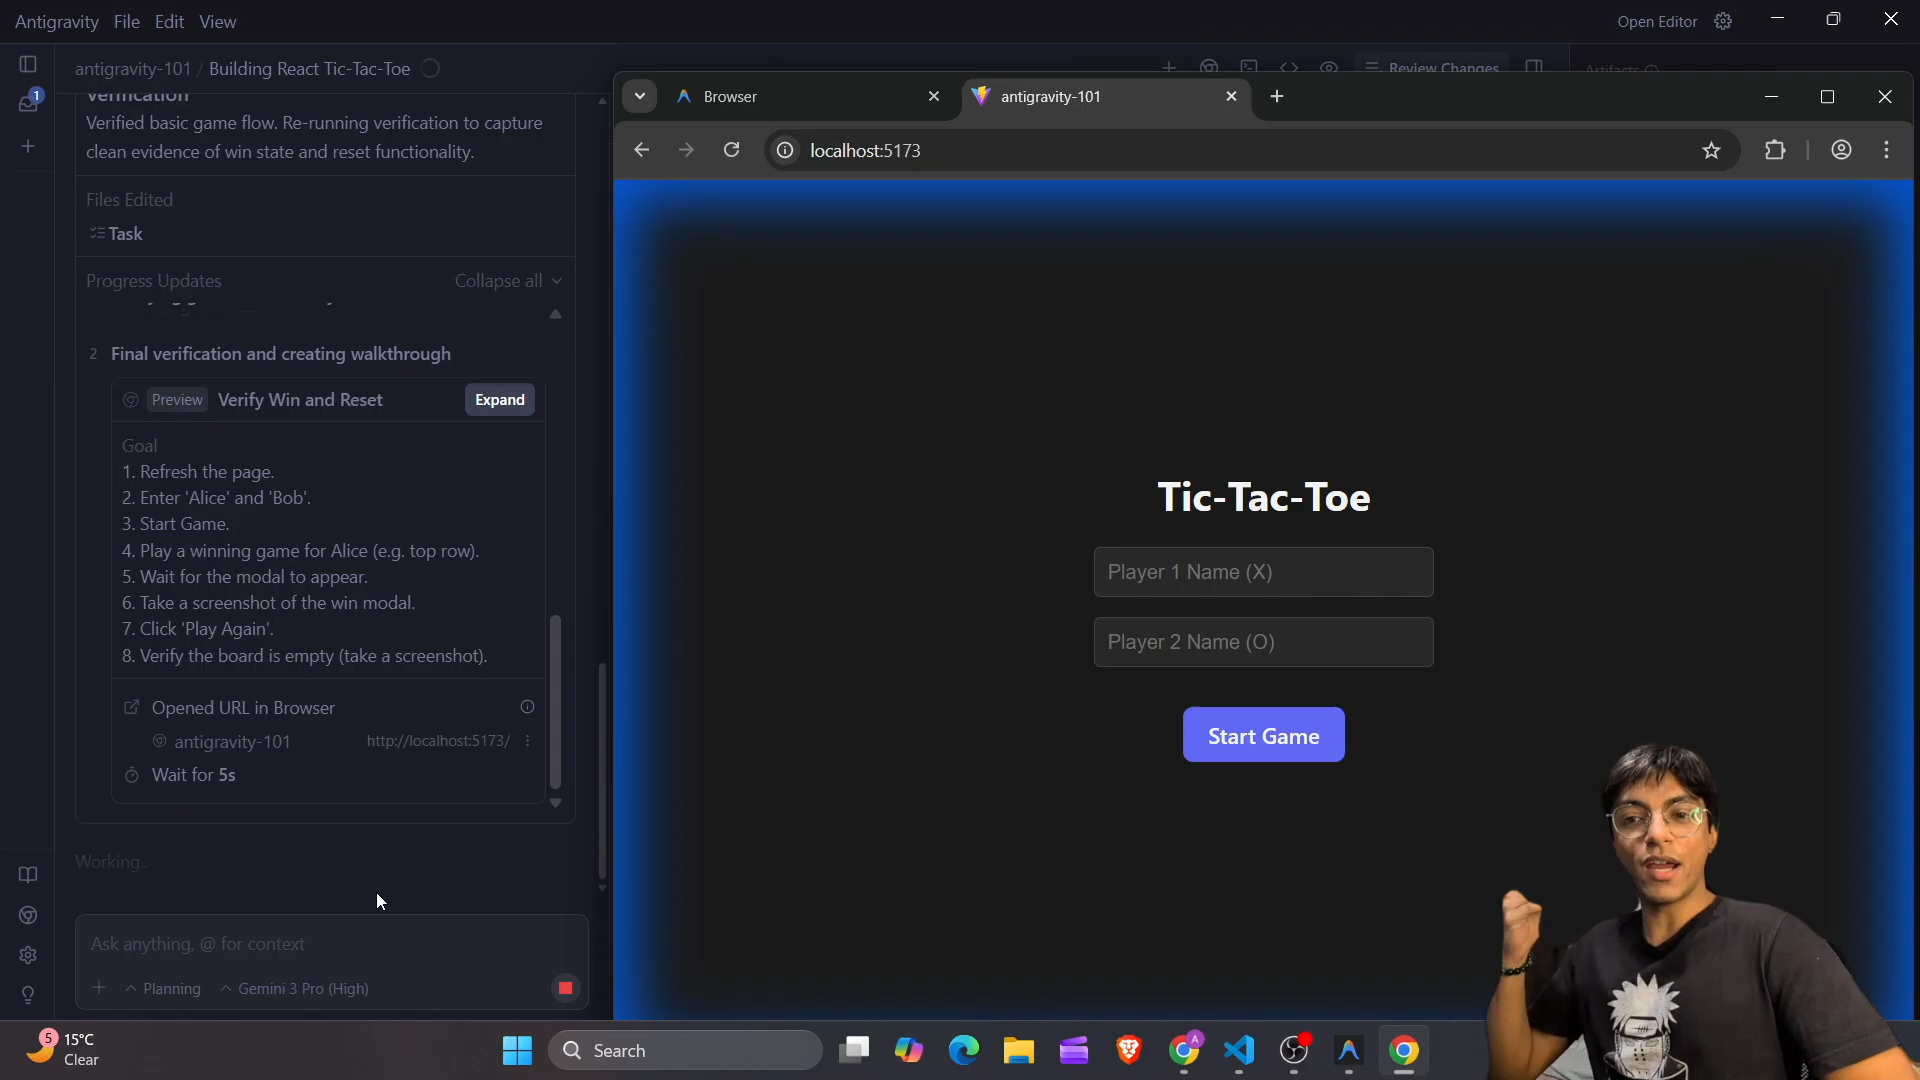 Antigravity File Edit View
Open Editor
antigravity-101 / Building React Tic-Tac-Toe
Review Changes
Artifacts
Verification
Verified basic game flow. Re-running verification to capture
clean evidence of win state and reset functionality.
Files Edited
Task
Progress Updates
Collapse all
2 Final verification and creating walkthrough
Preview Verify Win and Reset
Expand
Goal
1. Refresh the page.
2. Enter 'Alice' and 'Bob'.
3. Start Game.
4. Play a winning game for Alice (e.g. top row).
5. Wait for the modal to appear.
6. Take a screenshot of the win modal.
7. Click 'Play Again'.
8. Verify the board is empty (take a screenshot).
Opened URL in Browser
antigravity-101
http://localhost:5173/
Wait for 5s
Working..
Ask anything, @ for context
Planning
Gemini 3 Pro (High)
1
Browser
antigravity-101
localhost:5173
Tic-Tac-Toe
Player 1 Name (X)
Player 2 Name (O)
Start Game
5
15°C
Clear
Search
A